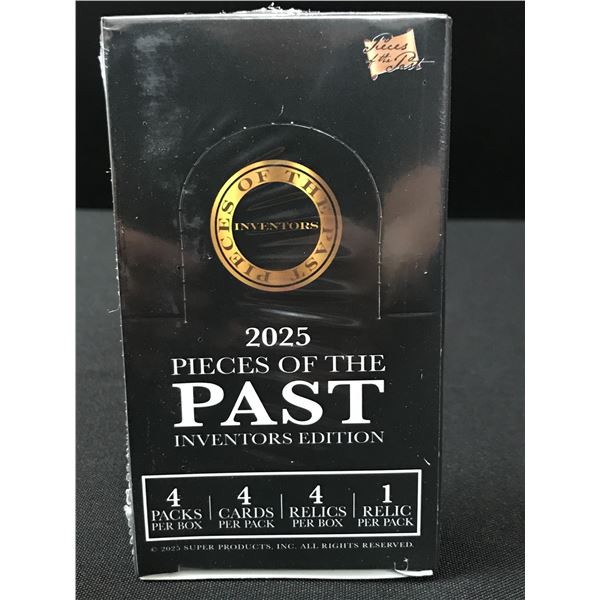 Pieces
of the Past
PIECES OF THE PAST
INVENTORS
2025
PIECES OF THE
PAST
INVENTORS EDITION
4 PACKS PER BOX
4 CARDS PER PACK
4 RELICS PER BOX
1 RELIC PER PACK
© 2025 SUPER PRODUCTS, INC. ALL RIGHTS RESERVED.